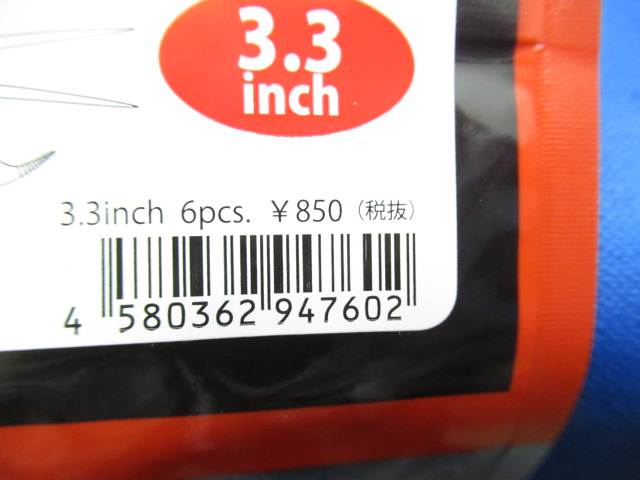 3.3
inch
3.3inch 6pcs. ￥850（税抜）
4 580362 947602